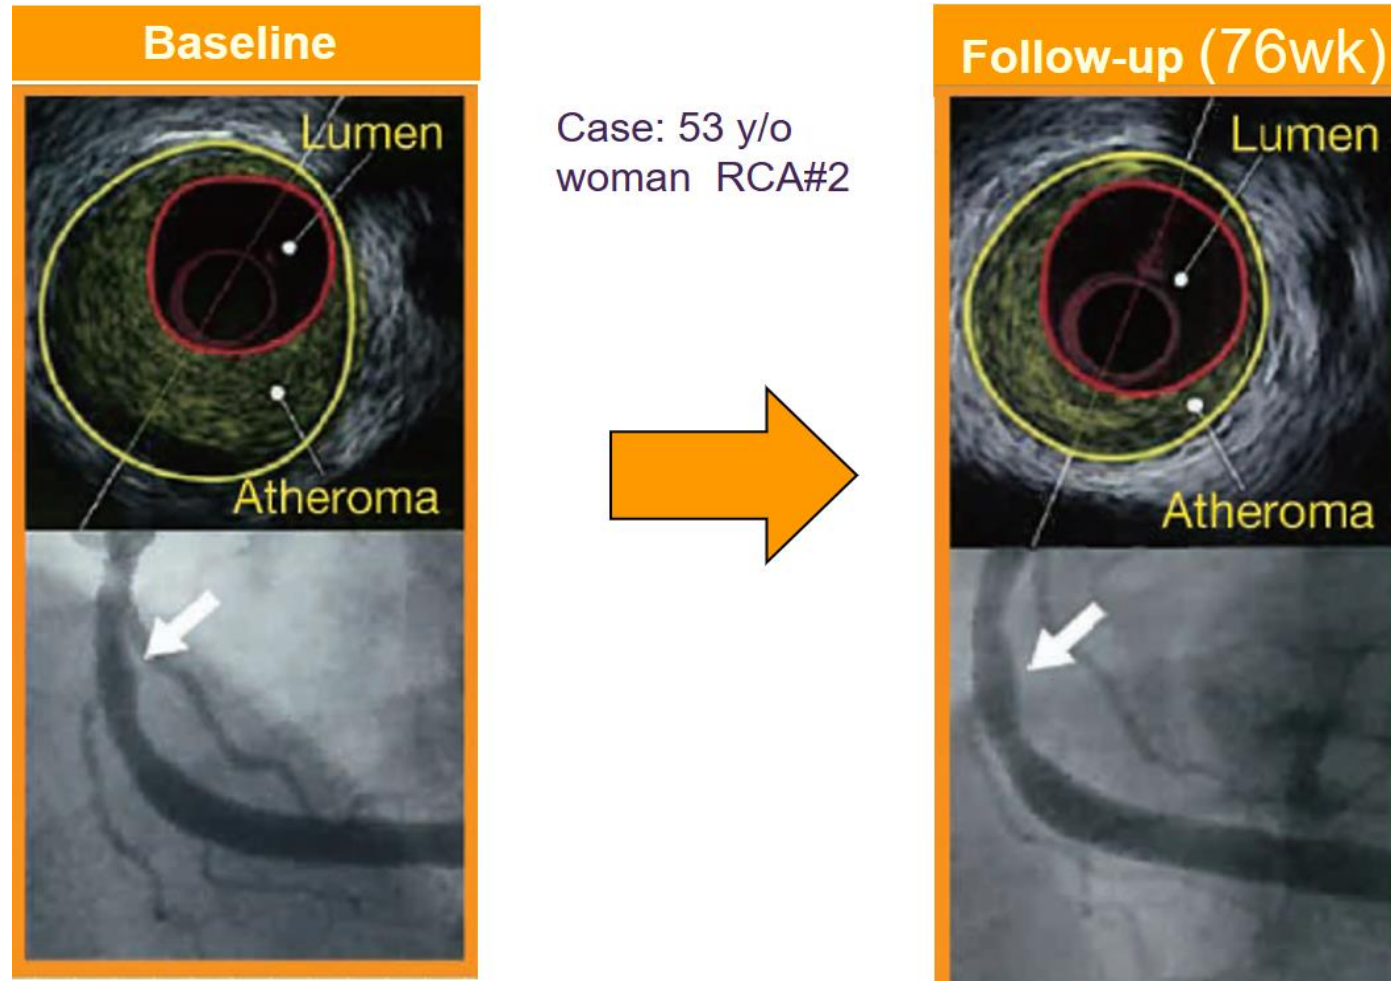 Baseline
Lumen
Atheroma
Case: 53 y/o
woman RCA#2
Follow-up (76wk)
Lumen
Atheroma